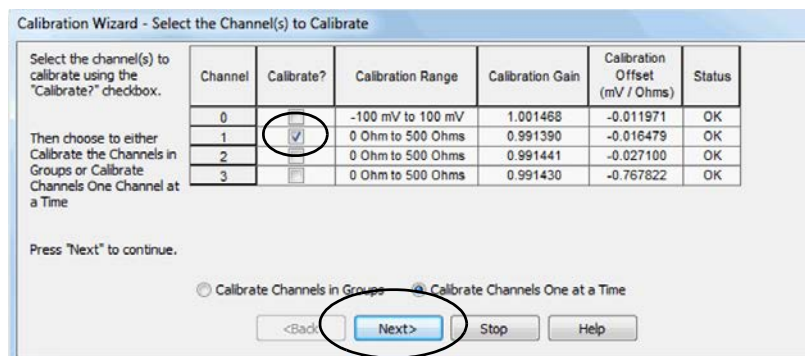 Calibration Wizard - Select the Channel(s) to Calibrate
Select the channel(s) to
calibrate using the
"Calibrate?" checkbox.
Then choose to either
Calibrate the Channels in
Groups or Calibrate
Channels One Channel at
a Time
Press "Next" to continue.
Channel Calibrate? Calibration Range Calibration Gain Calibration Offset (mV / Ohms) Status
0 -100 mV to 100 mV 1.001468 -0.011971 OK
1 0 Ohm to 500 Ohms 0.991390 -0.016479 OK
2 0 Ohm to 500 Ohms 0.991441 -0.027100 OK
3 0 Ohm to 500 Ohms 0.991430 -0.767822 OK
Calibrate Channels in Groups Calibrate Channels One at a Time
<Back Next> Stop Help